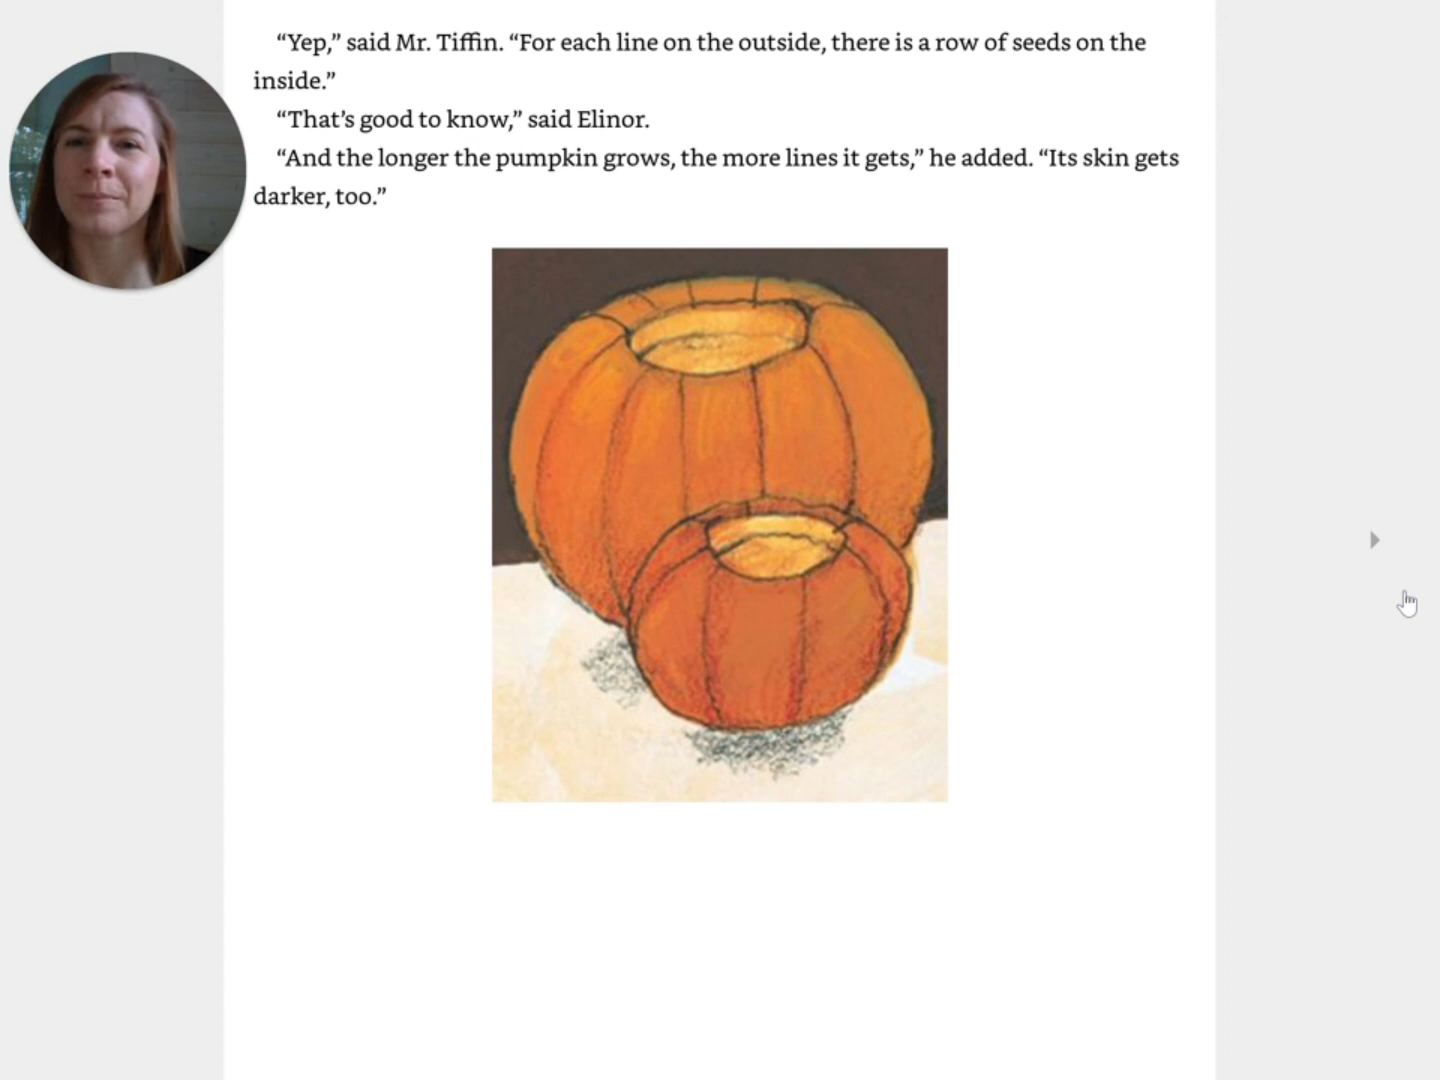 “Yep,” said Mr. Tiffin. “For each line on the outside, there is a row of seeds on the
inside.”
“That’s good to know,” said Elinor.
“And the longer the pumpkin grows, the more lines it gets,” he added. “Its skin gets
darker, too.”